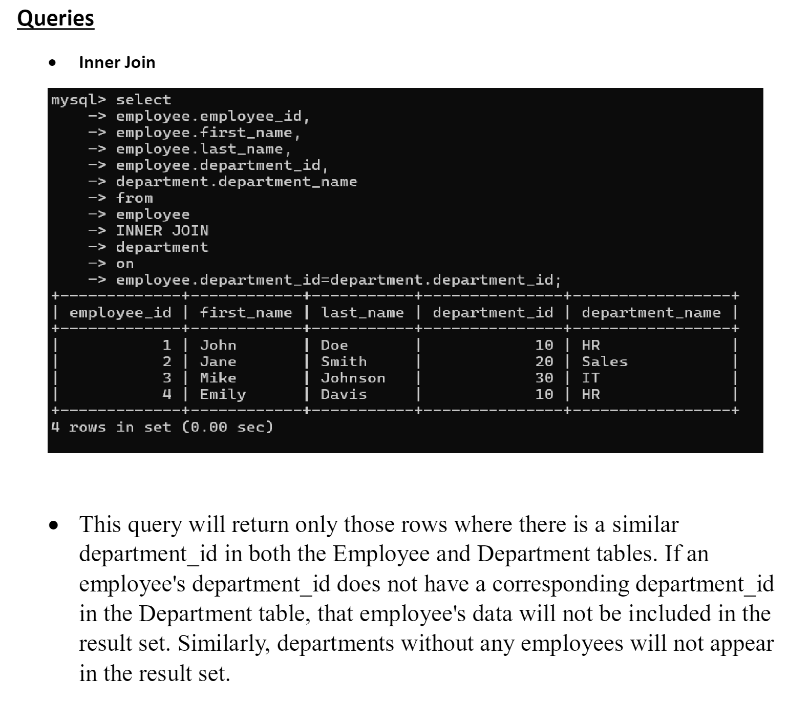 Queries
• Inner Join
mysql> select
-> employee.employee_id,
-> employee.first_name,
-> employee.last_name,
-> employee.department_id,
-> department.department_name
-> from
-> employee
-> INNER JOIN
-> department
-> on
-> employee.department_id=department.department_id;
+-------------+------------+-----------+---------------+-----------------+
| employee_id | first_name | last_name | department_id | department_name |
+-------------+------------+-----------+---------------+-----------------+
| 1 | John | Doe | 10 | HR |
| 2 | Jane | Smith | 20 | Sales |
| 3 | Mike | Johnson | 30 | IT |
| 4 | Emily | Davis | 10 | HR |
+-------------+------------+-----------+---------------+-----------------+
4 rows in set (0.00 sec)
• This query will return only those rows where there is a similar
department_id in both the Employee and Department tables. If an
employee's department_id does not have a corresponding department_id
in the Department table, that employee's data will not be included in the
result set. Similarly, departments without any employees will not appear
in the result set.